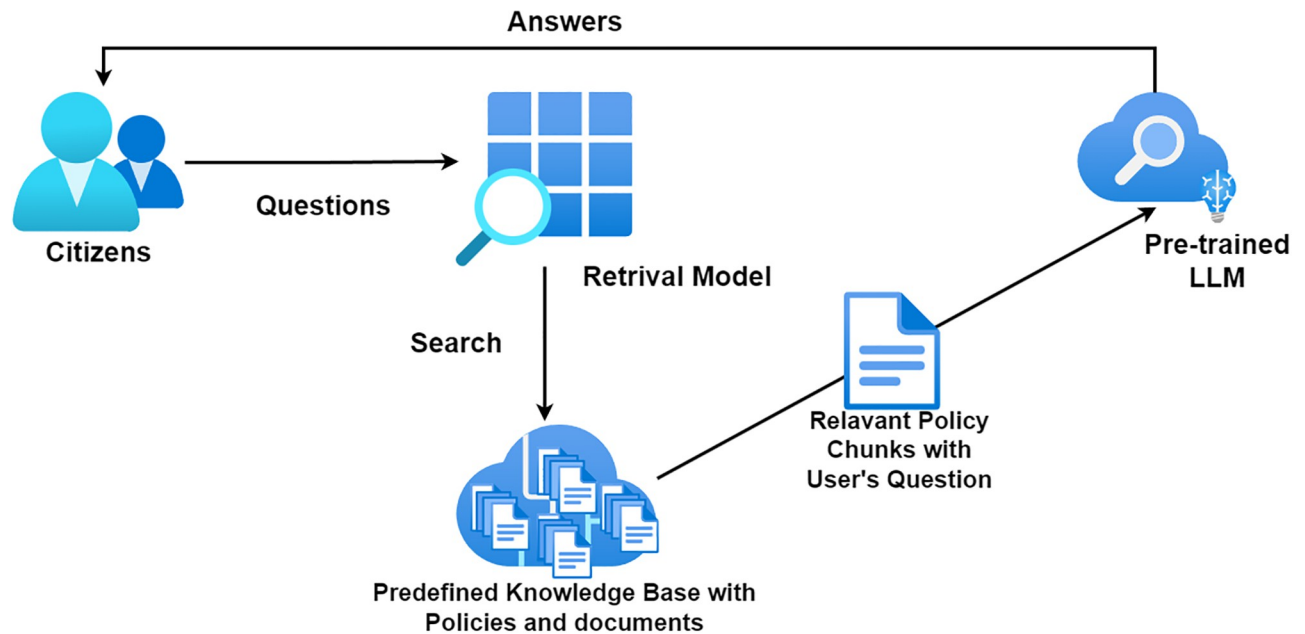 Answers
Questions
Citizens
Retrival Model
Search
Pre-trained
LLM
Relavant Policy
Chunks with
User's Question
Predefined Knowledge Base with
Policies and documents